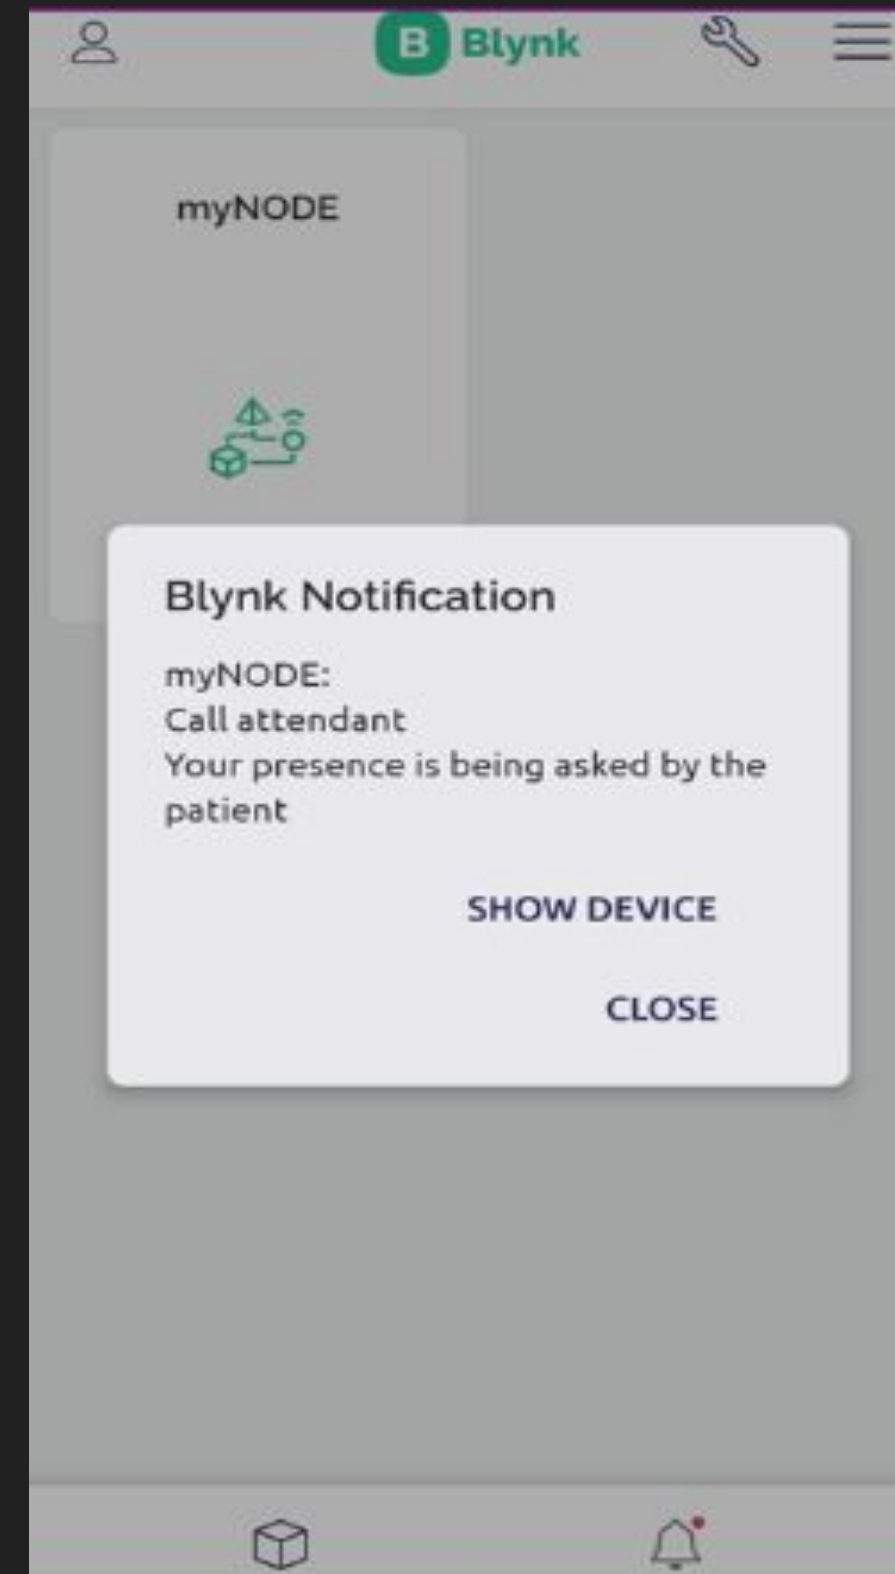 B Blynk
myNODE
Blynk Notification
myNODE:
Call attendant
Your presence is being asked by the
patient
SHOW DEVICE
CLOSE